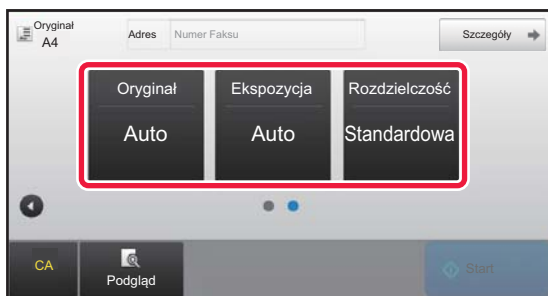 Oryginał
A4
Adres
Numer Faksu
Szczegóły
Oryginał
Ekspozycja
Rozdzielczość
Auto
Auto
Standardowa
CA
Podgląd
Start